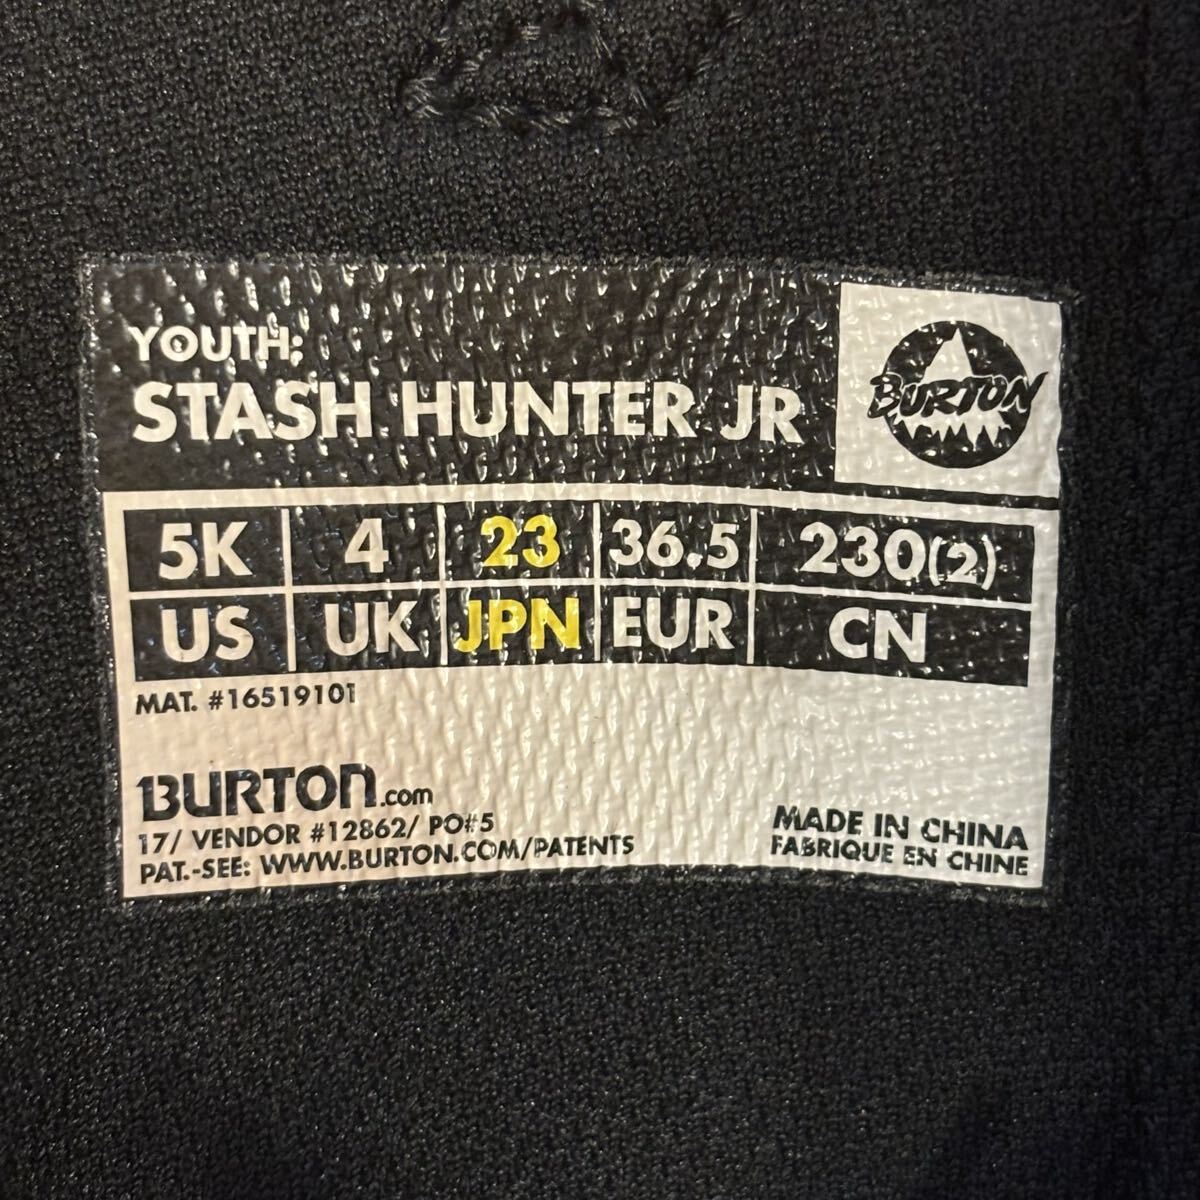 YOUTH:
STASH HUNTER JR
BURTON
5K 4 23 36.5 230(2)
US UK JPN EUR CN
MAT. #16519101
BURTON.com
17/ VENDOR #12862/ PO#5
PAT.-SEE: WWW.BURTON.COM/PATENTS
MADE IN CHINA
FABRIQUE EN CHINE